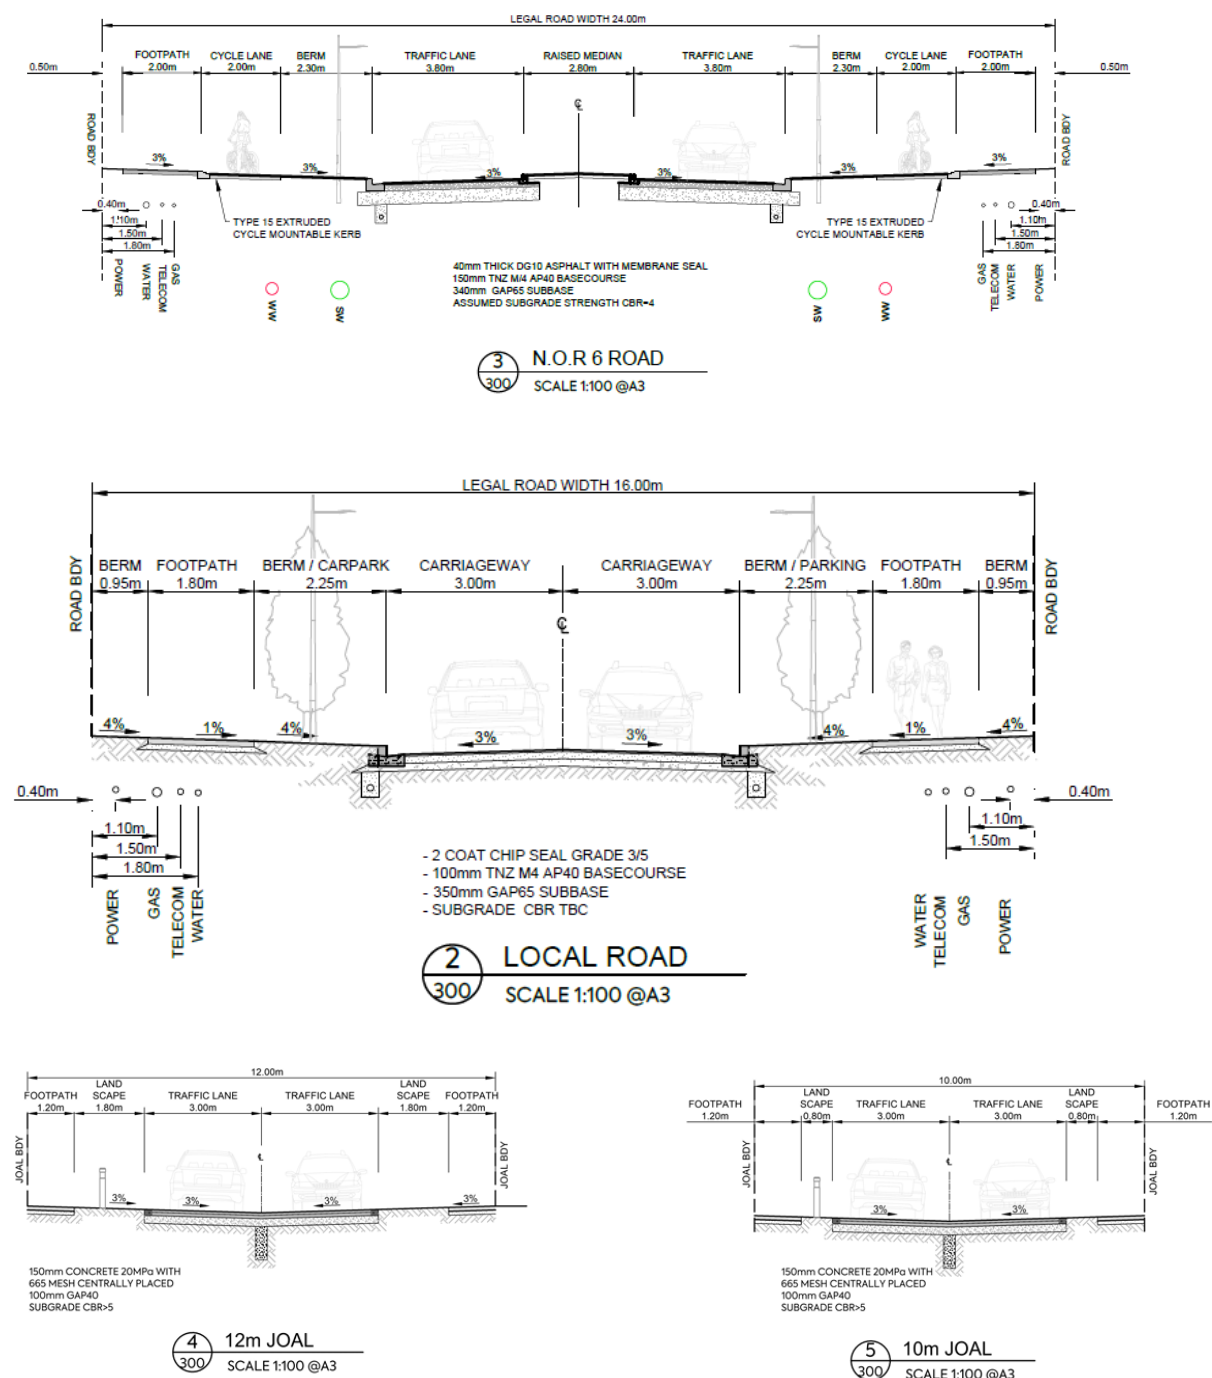 LEGAL ROAD WIDTH 24.00m
FOOTPATH CYCLE LANE BERM TRAFFIC LANE RAISED MEDIAN TRAFFIC LANE BERM CYCLE LANE FOOTPATH
0.50m 2.00m 2.00m 2.30m 3.80m 2.80m 3.80m 2.30m 2.00m 2.00m 0.50m
℄
ROAD BDY
ROAD BDY
3% 3% 3% 3% 3% 3%
0.40m 0.40m
1.10m 1.10m
1.50m 1.50m
1.80m 1.80m
TYPE 15 EXTRUDED
CYCLE MOUNTABLE KERB
TYPE 15 EXTRUDED
CYCLE MOUNTABLE KERB
POWER
WATER
TELECOM
GAS
WW
SW
40mm THICK DG10 ASPHALT WITH MEMBRANE SEAL
150mm TNZ M/4 AP40 BASECOURSE
340mm GAP65 SUBBASE
ASSUMED SUBGRADE STRENGTH CBR=4
SW
WW
GAS
TELECOM
WATER
POWER
3
300
N.O.R 6 ROAD
SCALE 1:100 @A3
LEGAL ROAD WIDTH 16.00m
BERM FOOTPATH BERM / CARPARK CARRIAGEWAY CARRIAGEWAY BERM / PARKING FOOTPATH BERM
0.95m 1.80m 2.25m 3.00m 3.00m 2.25m 1.80m 0.95m
ROAD BDY
ROAD BDY
℄
4% 1% 4% 3% 3% 4% 1% 4%
0.40m 0.40m
1.10m 1.10m
1.50m 1.50m
1.80m
POWER
GAS
TELECOM
WATER
- 2 COAT CHIP SEAL GRADE 3/5
- 100mm TNZ M4 AP40 BASECOURSE
- 350mm GAP65 SUBBASE
- SUBGRADE CBR TBC
WATER
TELECOM
GAS
POWER
2
300
LOCAL ROAD
SCALE 1:100 @A3
12.00m
FOOTPATH LAND SCAPE TRAFFIC LANE TRAFFIC LANE LAND SCAPE FOOTPATH
1.20m 1.80m 3.00m 3.00m 1.80m 1.20m
JOAL BDY
JOAL BDY
℄
3% 3% 3% 3%
150mm CONCRETE 20MPa WITH
665 MESH CENTRALLY PLACED
100mm GAP40
SUBGRADE CBR>5
4
300
12m JOAL
SCALE 1:100 @A3
10.00m
FOOTPATH LAND SCAPE TRAFFIC LANE TRAFFIC LANE LAND SCAPE FOOTPATH
1.20m 0.80m 3.00m 3.00m 0.80m 1.20m
JOAL BDY
JOAL BDY
℄
3% 3%
150mm CONCRETE 20MPa WITH
665 MESH CENTRALLY PLACED
100mm GAP40
SUBGRADE CBR>5
5
300
10m JOAL
SCALE 1:100 @A3